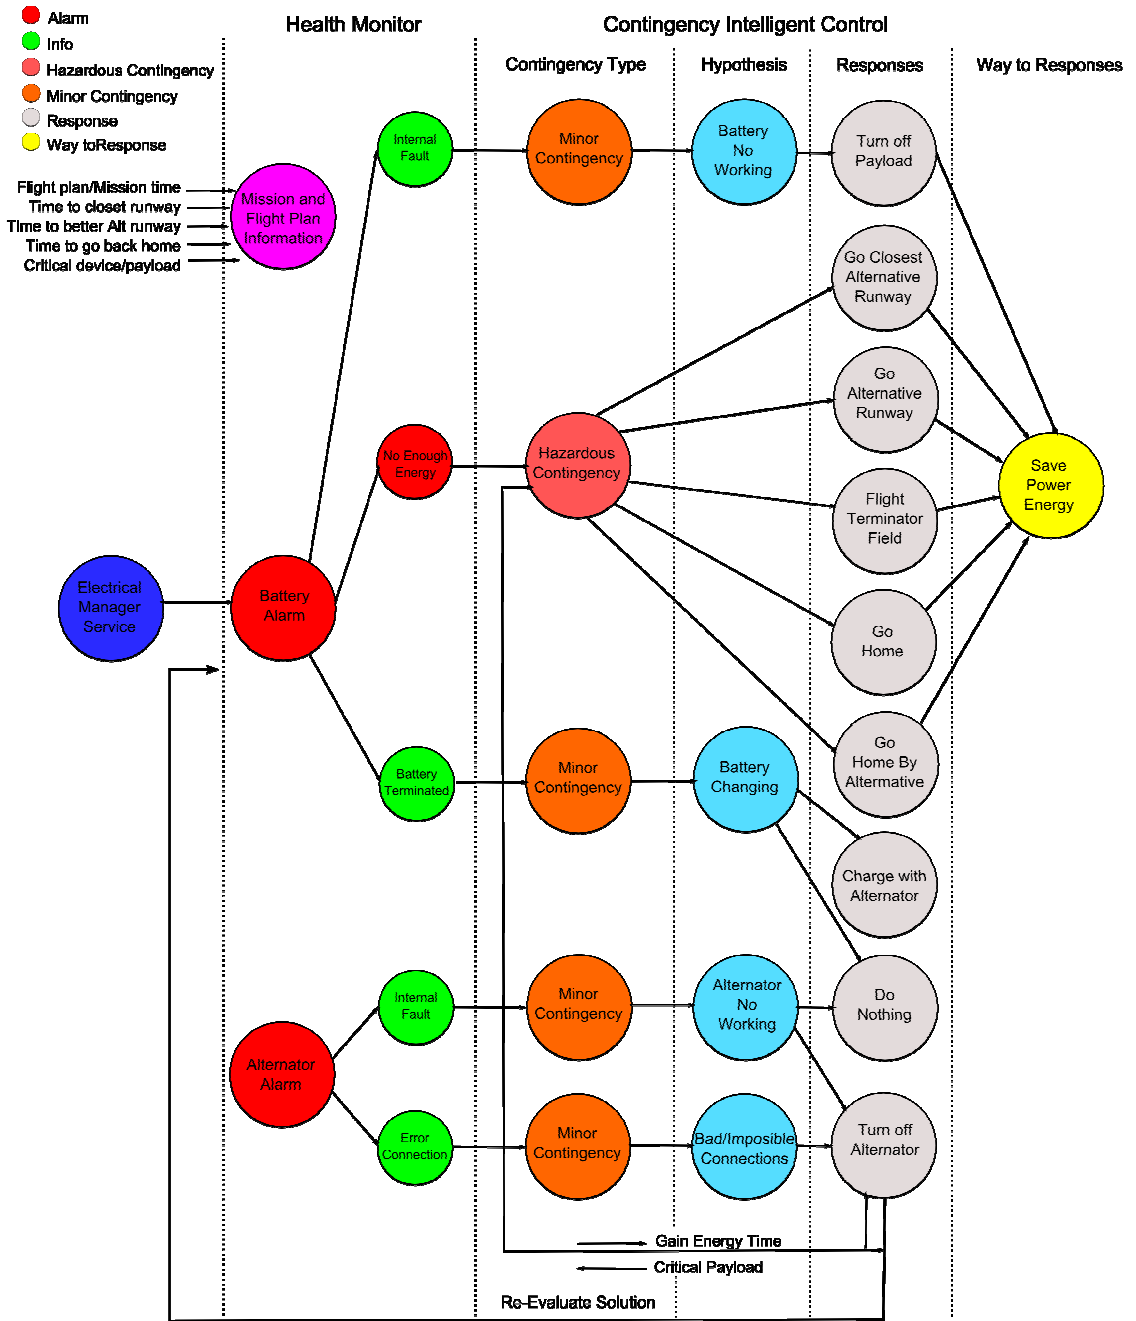 Health Monitor
Contingency Intelligent Control
Alarm
Info
Hazardous Contingency
Minor Contingency
Response
Way toResponse
Contingency Type
Hypothesis
Responses
Way to Responses
Flight plan/Mission time
Time to closet runway
Time to better Alt runway
Time to go back home
Critical device/payload
Mission and
Flight Plan
Information
Internal
Fault
Minor
Contingency
Battery
No
Working
Turn off
Payload
Go Closest
Alternative
Runway
Go
Alternative
Runway
No Enough
Energy
Hazardous
Contingency
Flight
Terminator
Field
Save
Power
Energy
Electrical
Manager
Service
Battery
Alarm
Go
Home
Go
Home By
Altermative
Battery
Terminated
Minor
Contingency
Battery
Changing
Charge with
Alternator
Internal
Fault
Minor
Contingency
Alternator
No
Working
Do
Nothing
Alternator
Alarm
Error
Connection
Minor
Contingency
Bad/Imposible
Connections
Turn off
Alternator
Gain Energy Time
Critical Payload
Re-Evaluate Solution